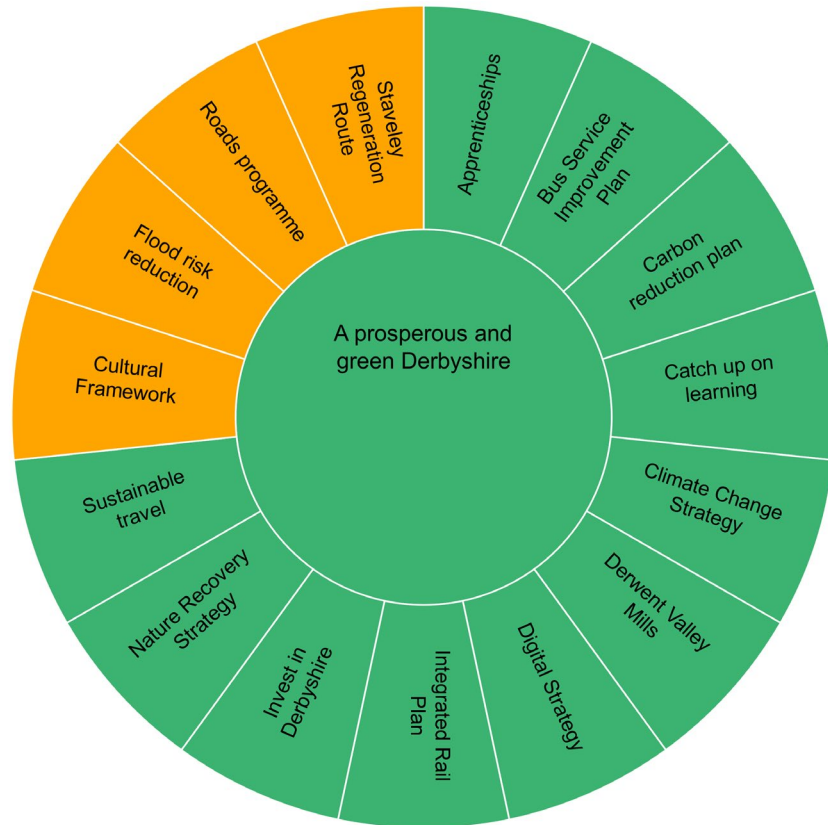 A prosperous and
green Derbyshire
Apprenticeships
Bus Service
Improvement
Plan
Carbon
reduction plan
Catch up on
learning
Climate Change
Strategy
Derwent Valley
Mills
Digital Strategy
Integrated Rail
Plan
Invest in
Derbyshire
Nature Recovery
Strategy
Sustainable
travel
Cultural
Framework
Flood risk
reduction
Roads programme
Staveley
Regeneration
Route